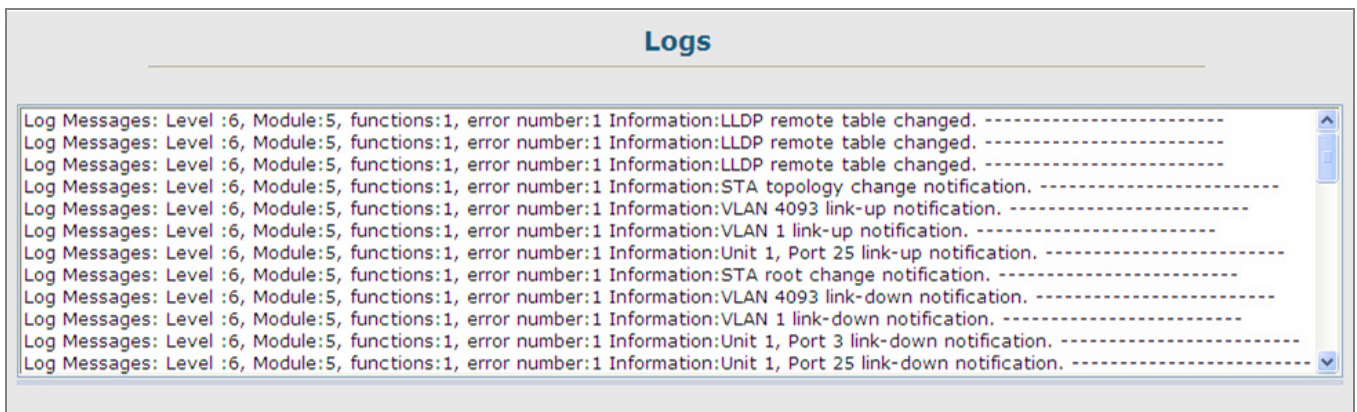 Logs
Log Messages: Level :6, Module:5, functions:1, error number:1 Information:LLDP remote table changed. -------------------------
Log Messages: Level :6, Module:5, functions:1, error number:1 Information:LLDP remote table changed. -------------------------
Log Messages: Level :6, Module:5, functions:1, error number:1 Information:LLDP remote table changed. -------------------------
Log Messages: Level :6, Module:5, functions:1, error number:1 Information:STA topology change notification. -------------------------
Log Messages: Level :6, Module:5, functions:1, error number:1 Information:VLAN 4093 link-up notification. -------------------------
Log Messages: Level :6, Module:5, functions:1, error number:1 Information:VLAN 1 link-up notification. -------------------------
Log Messages: Level :6, Module:5, functions:1, error number:1 Information:Unit 1, Port 25 link-up notification. -------------------------
Log Messages: Level :6, Module:5, functions:1, error number:1 Information:STA root change notification. -------------------------
Log Messages: Level :6, Module:5, functions:1, error number:1 Information:VLAN 4093 link-down notification. -------------------------
Log Messages: Level :6, Module:5, functions:1, error number:1 Information:VLAN 1 link-down notification. -------------------------
Log Messages: Level :6, Module:5, functions:1, error number:1 Information:Unit 1, Port 3 link-down notification. -------------------------
Log Messages: Level :6, Module:5, functions:1, error number:1 Information:Unit 1, Port 25 link-down notification. -------------------------